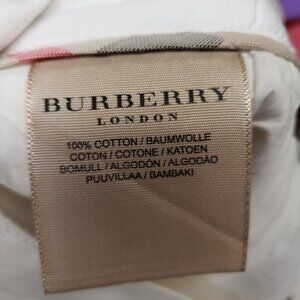 BURBERRY
LONDON
100% COTTON / BAUMWOLLE
COTON / COTONE / KATOEN
BOMULL / ALGODÓN / ALGODÃO
PUUVILLAA / BAMBAKI